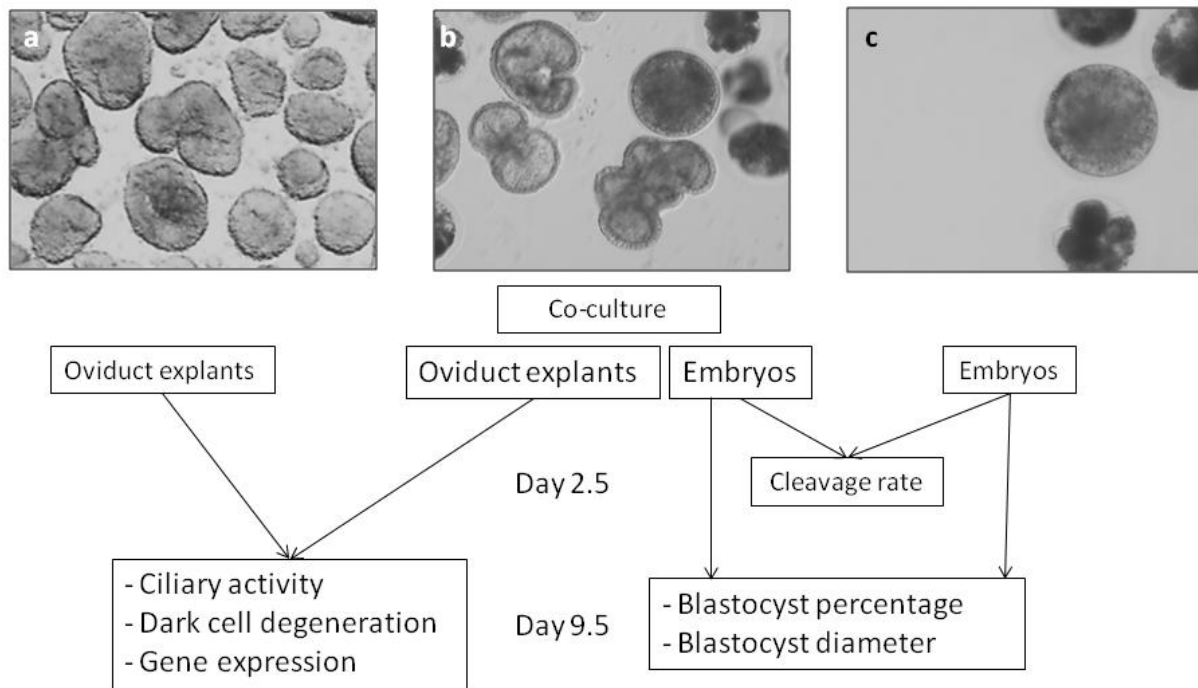 a
b
c
Co-culture
Oviduct explants
Oviduct explants
Embryos
Embryos
Day 2.5
Cleavage rate
- Ciliary activity
- Dark cell degeneration
- Gene expression
Day 9.5
- Blastocyst percentage
- Blastocyst diameter